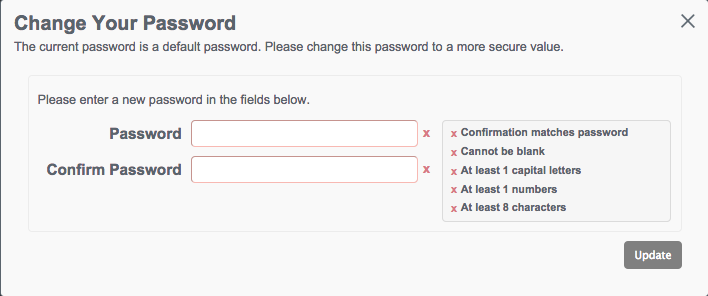 Change Your Password
The current password is a default password. Please change this password to a more secure value.
Please enter a new password in the fields below.
Password x
Confirm Password x
x Confirmation matches password
x Cannot be blank
x At least 1 capital letters
x At least 1 numbers
x At least 8 characters
Update